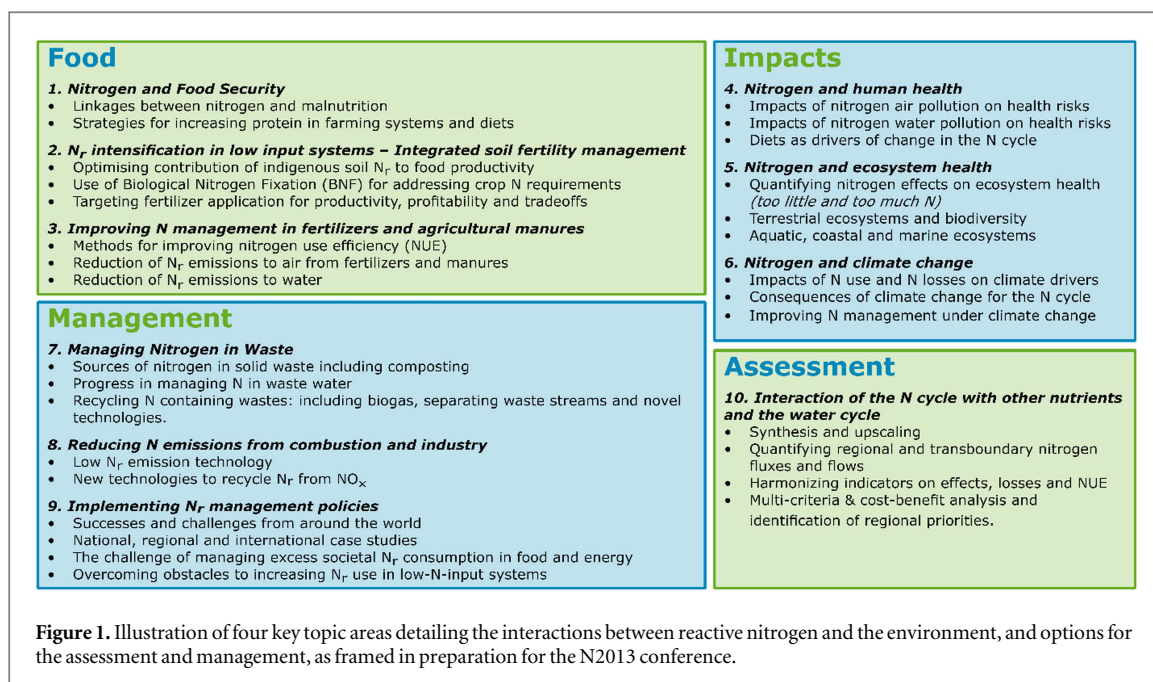 Food
1. Nitrogen and Food Security
• Linkages between nitrogen and malnutrition
• Strategies for increasing protein in farming systems and diets
2. Nr intensification in low input systems – Integrated soil fertility management
• Optimising contribution of indigenous soil Nr to food productivity
• Use of Biological Nitrogen Fixation (BNF) for addressing crop N requirements
• Targeting fertilizer application for productivity, profitability and tradeoffs
3. Improving N management in fertilizers and agricultural manures
• Methods for improving nitrogen use efficiency (NUE)
• Reduction of Nr emissions to air from fertilizers and manures
• Reduction of Nr emissions to water
Management
7. Managing Nitrogen in Waste
• Sources of nitrogen in solid waste including composting
• Progress in managing N in waste water
• Recycling N containing wastes: including biogas, separating waste streams and novel
technologies.
8. Reducing N emissions from combustion and industry
• Low Nr emission technology
• New technologies to recycle Nr from NOx
9. Implementing Nr management policies
• Successes and challenges from around the world
• National, regional and international case studies
• The challenge of managing excess societal Nr consumption in food and energy
• Overcoming obstacles to increasing Nr use in low-N-input systems
Impacts
4. Nitrogen and human health
• Impacts of nitrogen air pollution on health risks
• Impacts of nitrogen water pollution on health risks
• Diets as drivers of change in the N cycle
5. Nitrogen and ecosystem health
• Quantifying nitrogen effects on ecosystem health
(too little and too much N)
• Terrestrial ecosystems and biodiversity
• Aquatic, coastal and marine ecosystems
6. Nitrogen and climate change
• Impacts of N use and N losses on climate drivers
• Consequences of climate change for the N cycle
• Improving N management under climate change
Assessment
10. Interaction of the N cycle with other nutrients
and the water cycle
• Synthesis and upscaling
• Quantifying regional and transboundary nitrogen
fluxes and flows
• Harmonizing indicators on effects, losses and NUE
• Multi-criteria & cost-benefit analysis and
identification of regional priorities.
Figure 1. Illustration of four key topic areas detailing the interactions between reactive nitrogen and the environment, and options for
the assessment and management, as framed in preparation for the N2013 conference.